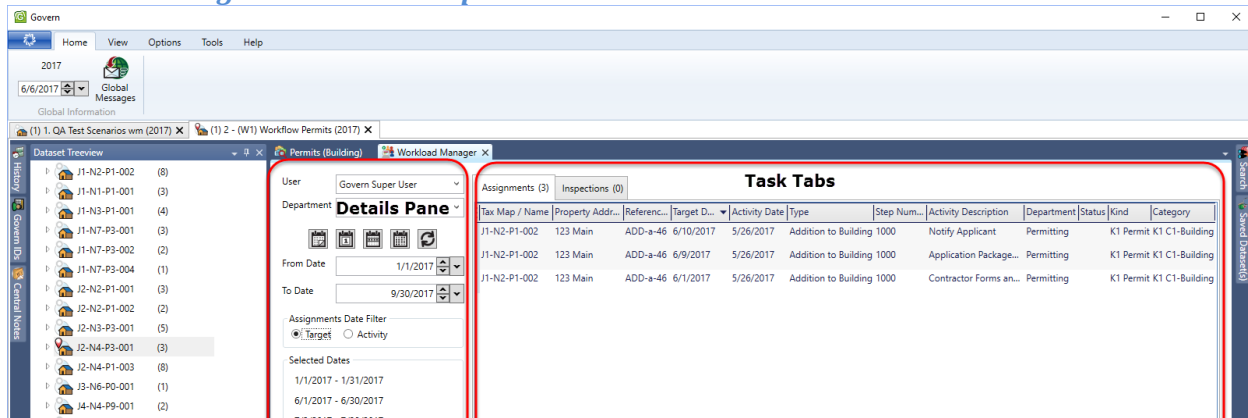 Govern
Home View Options Tools Help
2017
6/6/2017
Global
Messages
Global Information
(1) 1. QA Test Scenarios wm (2017) (1) 2 - (W1) Workflow Permits (2017)
History
Govern IDs
Central Notes
Dataset Treeview
J1-N2-P1-002 (8)
J1-N1-P1-001 (3)
J1-N3-P1-001 (4)
J1-N7-P3-001 (3)
J1-N7-P3-002 (2)
J1-N7-P3-004 (1)
J2-N2-P1-001 (3)
J2-N2-P1-002 (2)
J2-N3-P3-001 (5)
J2-N4-P3-001 (3)
J2-N4-P1-003 (8)
J3-N6-P0-001 (1)
J4-N4-P9-001 (2)
Permits (Building) Workload Manager
User Govern Super User
Department
Details Pane
From Date 1/1/2017
To Date 9/30/2017
Assignments Date Filter
Target Activity
Selected Dates
1/1/2017 - 1/31/2017
6/1/2017 - 6/30/2017
Assignments (3) Inspections (0)
Task Tabs
Tax Map / Name Property Addr... Referenc... Target D... Activity Date Type Step Num... Activity Description Department Status Kind Category
J1-N2-P1-002 123 Main ADD-a-46 6/10/2017 5/26/2017 Addition to Building 1000 Notify Applicant Permitting K1 Permit K1 C1-Building
J1-N2-P1-002 123 Main ADD-a-46 6/9/2017 5/26/2017 Addition to Building 1000 Application Package... Permitting K1 Permit K1 C1-Building
J1-N2-P1-002 123 Main ADD-a-46 6/1/2017 5/26/2017 Addition to Building 1000 Contractor Forms an... Permitting K1 Permit K1 C1-Building
Search
Saved Dataset(s)